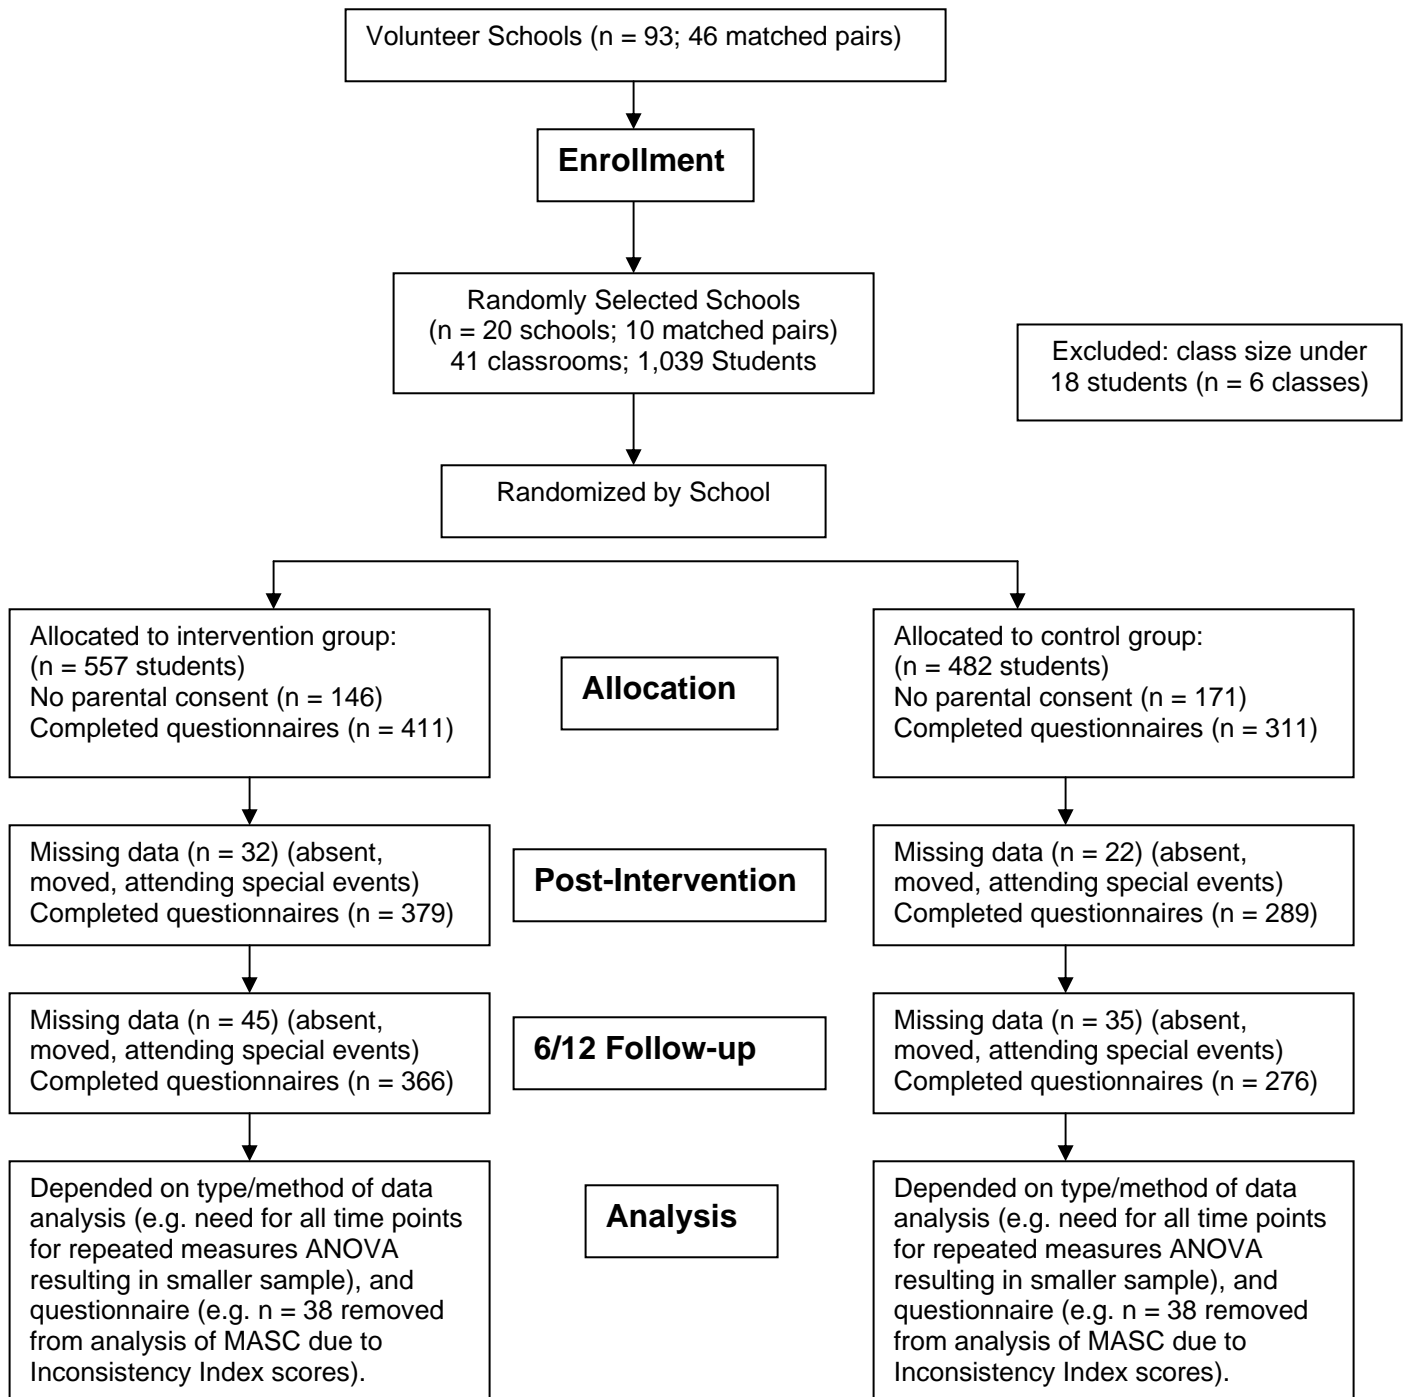 Volunteer Schools (n = 93; 46 matched pairs)
Enrollment
Randomly Selected Schools
(n = 20 schools; 10 matched pairs)
41 classrooms; 1,039 Students
Excluded: class size under
18 students (n = 6 classes)
Randomized by School
Allocated to intervention group:
(n = 557 students)
No parental consent (n = 146)
Completed questionnaires (n = 411)
Allocation
Allocated to control group:
(n = 482 students)
No parental consent (n = 171)
Completed questionnaires (n = 311)
Missing data (n = 32) (absent,
moved, attending special events)
Completed questionnaires (n = 379)
Post-Intervention
Missing data (n = 22) (absent,
moved, attending special events)
Completed questionnaires (n = 289)
Missing data (n = 45) (absent,
moved, attending special events)
Completed questionnaires (n = 366)
6/12 Follow-up
Missing data (n = 35) (absent,
moved, attending special events)
Completed questionnaires (n = 276)
Depended on type/method of data
analysis (e.g. need for all time points
for repeated measures ANOVA
resulting in smaller sample), and
questionnaire (e.g. n = 38 removed
from analysis of MASC due to
Inconsistency Index scores).
Analysis
Depended on type/method of data
analysis (e.g. need for all time points
for repeated measures ANOVA
resulting in smaller sample), and
questionnaire (e.g. n = 38 removed
from analysis of MASC due to
Inconsistency Index scores).